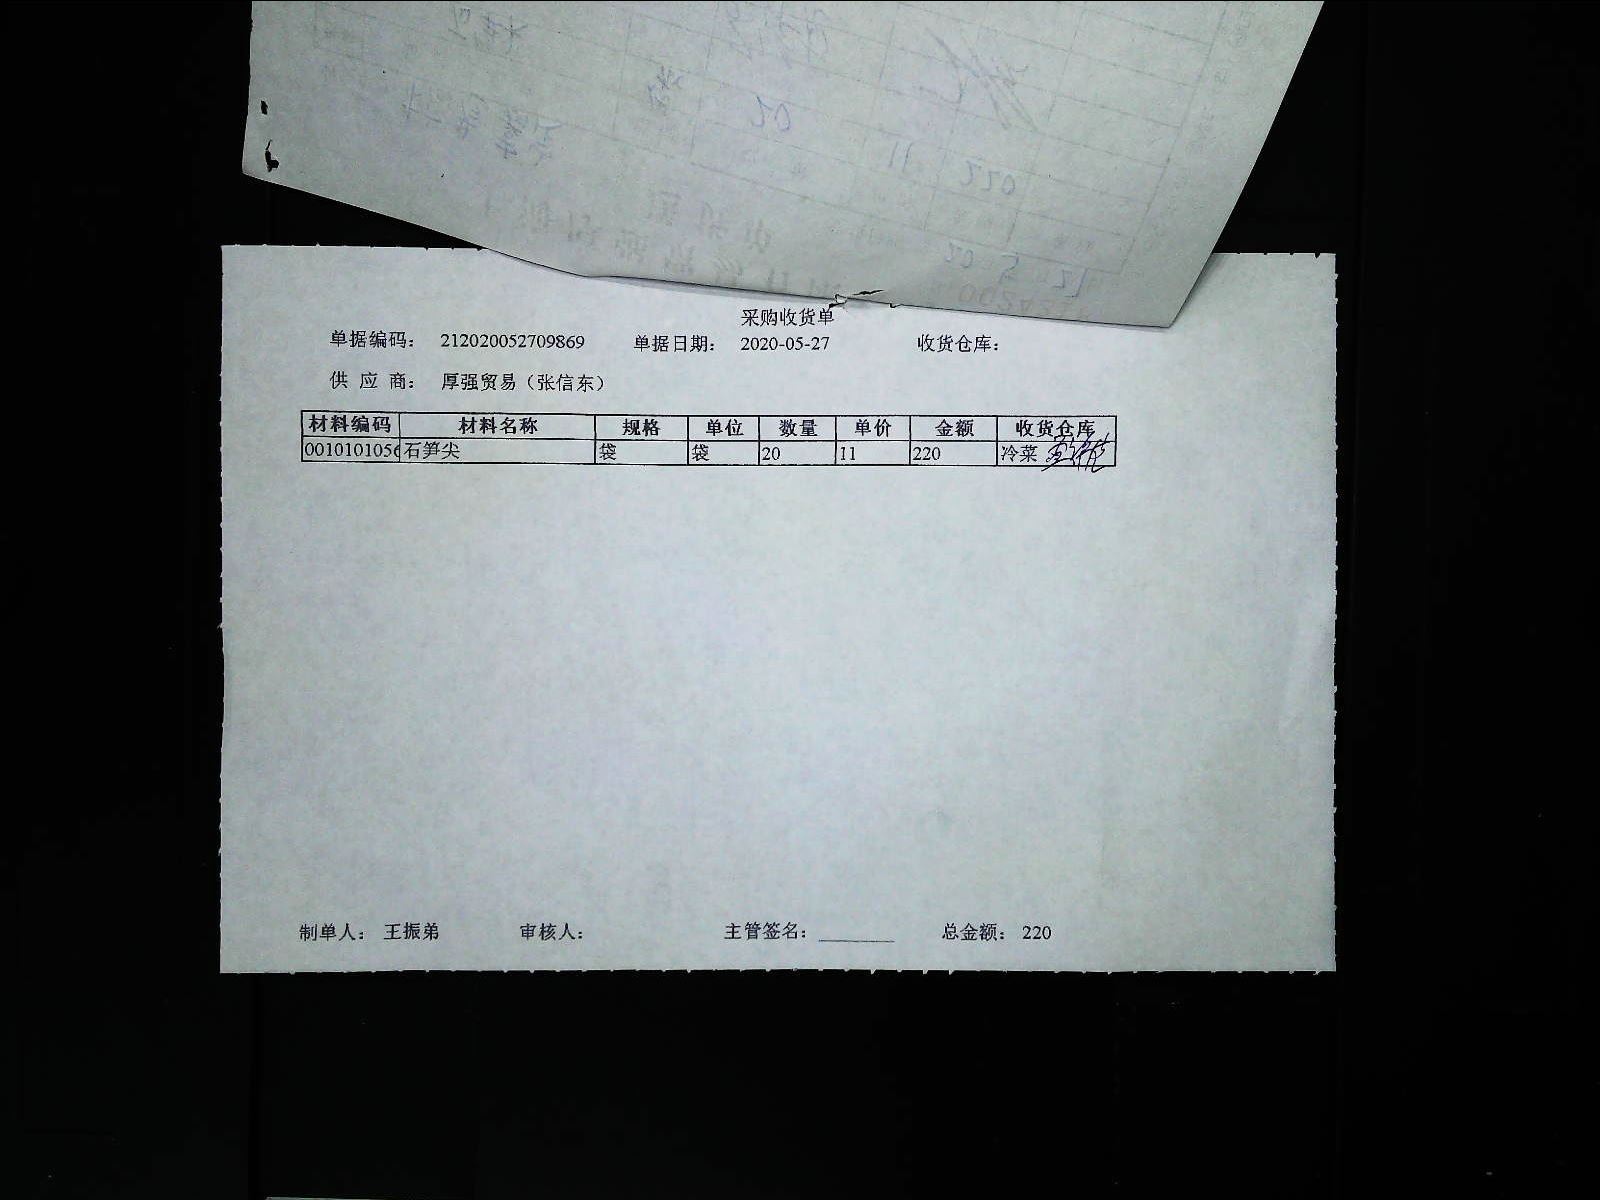 采购收货单
单据编码： 212020052709869 单据日期： 2020-05-27 收货仓库：
供 应 商： 厚强贸易（张信东）
材料编码 材料名称 规格 单位 数量 单价 金额 收货仓库
001010105 石笋尖 袋 袋 20 11 220 冷菜
制单人： 王振弟 审核人： 主管签名： 总金额： 220